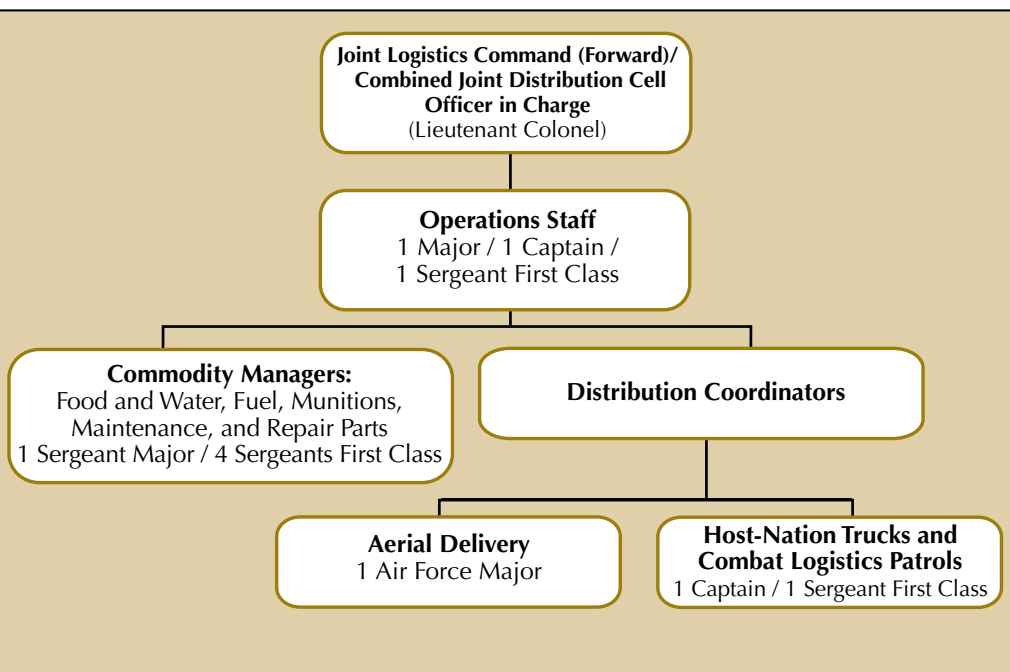 Joint Logistics Command (Forward)/
Combined Joint Distribution Cell
Officer in Charge
(Lieutenant Colonel)
Operations Staff
1 Major / 1 Captain /
1 Sergeant First Class
Commodity Managers:
Food and Water, Fuel, Munitions,
Maintenance, and Repair Parts
1 Sergeant Major / 4 Sergeants First Class
Distribution Coordinators
Aerial Delivery
1 Air Force Major
Host-Nation Trucks and
Combat Logistics Patrols
1 Captain / 1 Sergeant First Class